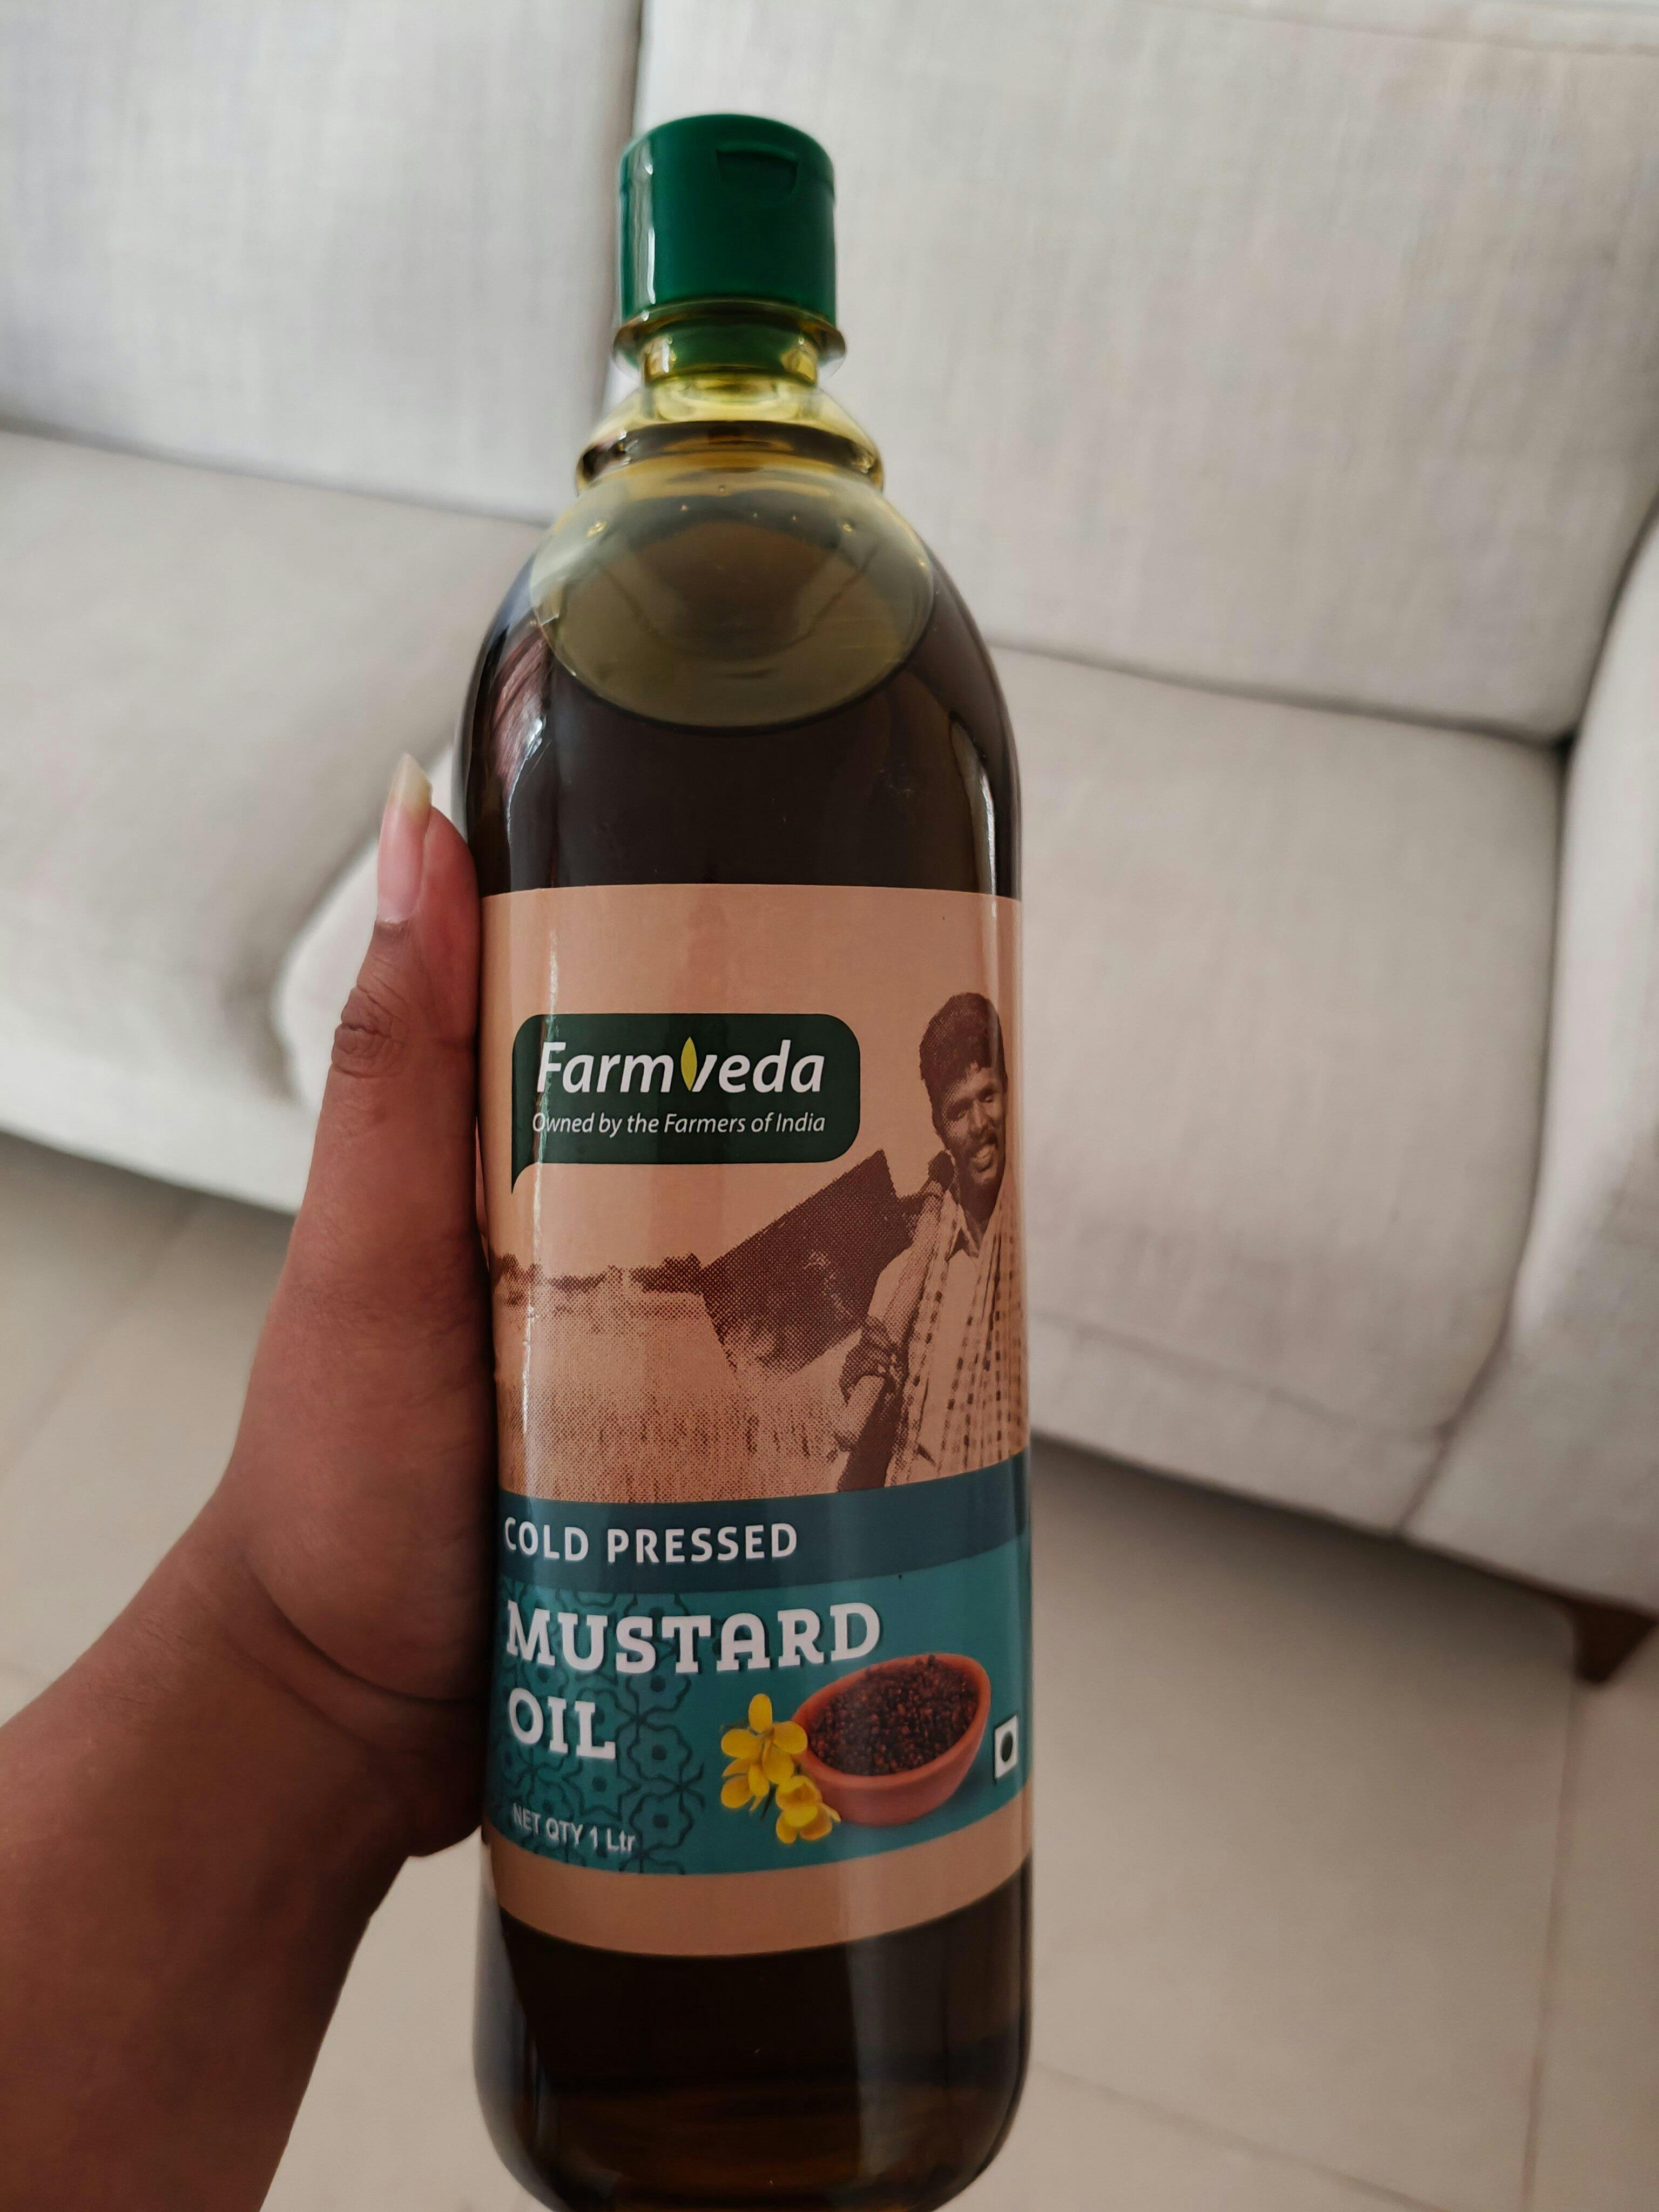 Farmveda
Owned by the Farmers of India
COLD PRESSED
MUSTARD
OIL
NET QTY 1 Ltr